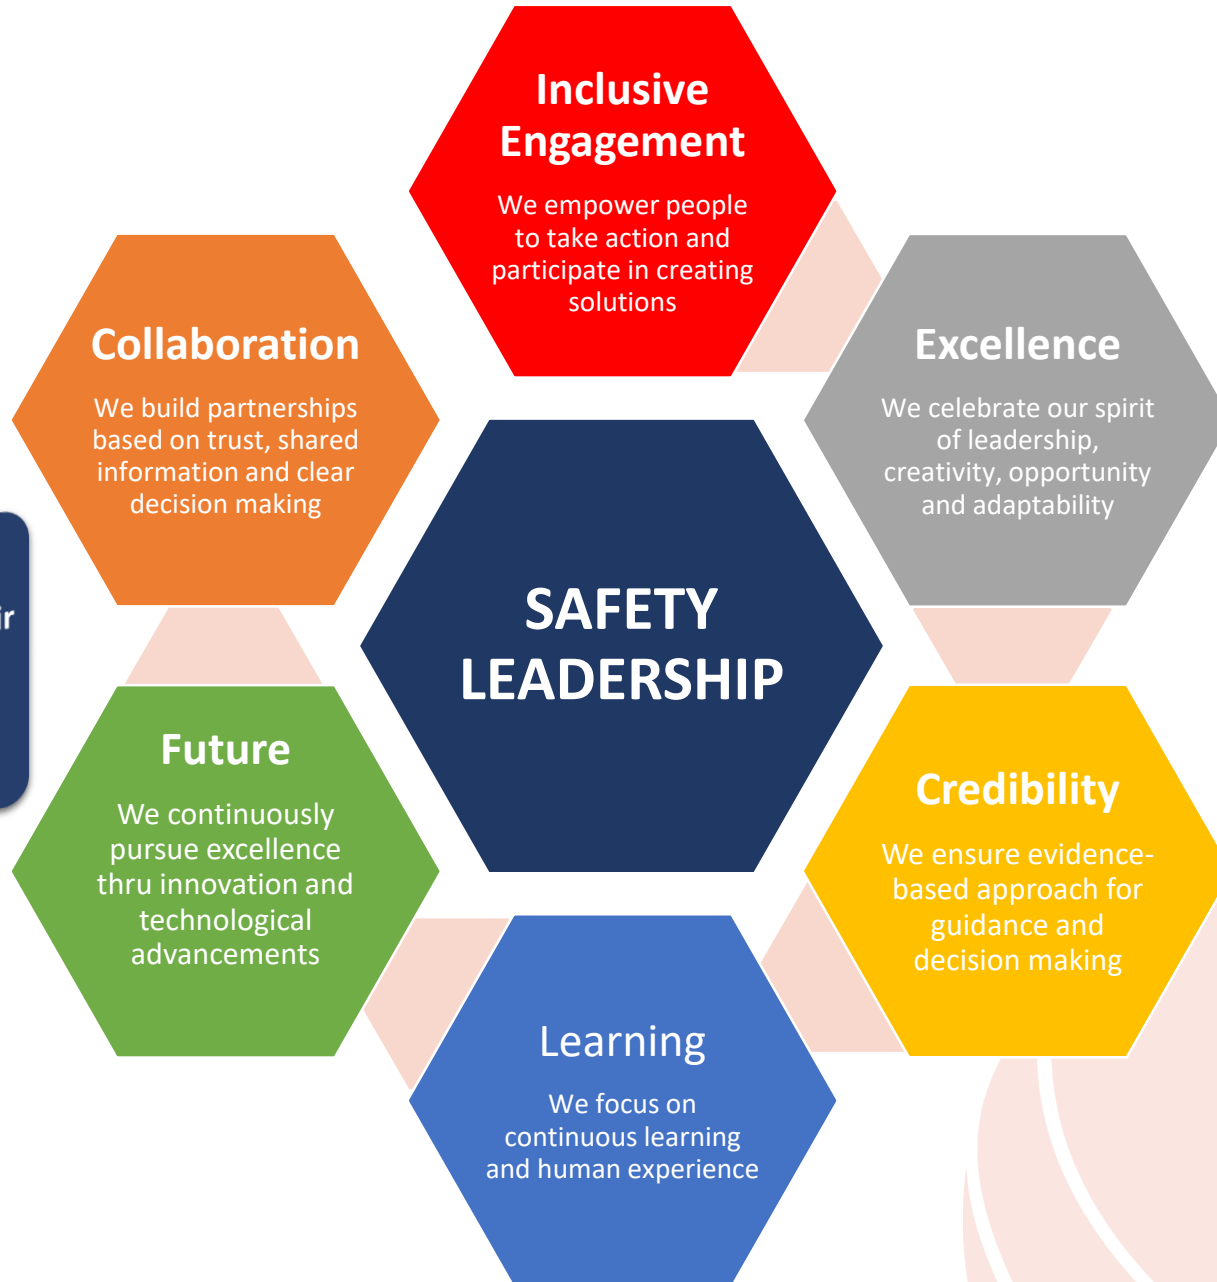 Inclusive
Engagement
We empower people
to take action and
participate in creating
solutions
Collaboration
We build partnerships
based on trust, shared
information and clear
decision making
Excellence
We celebrate our spirit
of leadership,
creativity, opportunity
and adaptability
SAFETY
LEADERSHIP
ir
Future
We continuously
pursue excellence
thru innovation and
technological
advancements
Credibility
We ensure evidence-
based approach for
guidance and
decision making
Learning
We focus on
continuous learning
and human experience